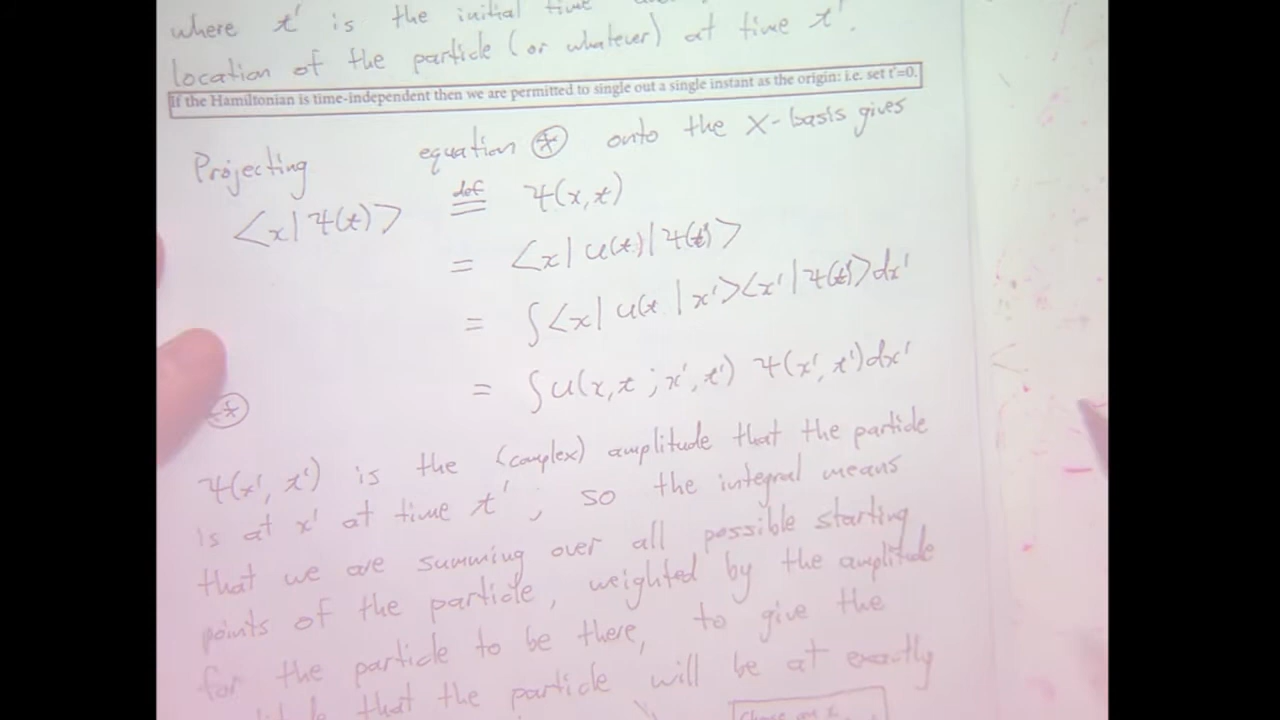 where t' is the initial time
location of the particle (or whatever) at time t'.
If the Hamiltonian is time-independent then we are permitted to single out a single instant as the origin: i.e. set t'=0.
Projecting equation ⊛ onto the X-basis gives
<x|Ψ(t)> ≝ Ψ(x,t)
= <x|U(t)|Ψ(t')>
= ∫<x|U(t|x'><x'|Ψ(t')>dx'
= ∫U(x,t;x',t') Ψ(x',t')dx'
Ψ(x',t') is the (complex) amplitude that the particle
is at x' at time t', so the integral means
that we are summing over all possible starting
points of the particle, weighted by the amplitude
for the particle to be there, to give the
that the particle will be at exactly